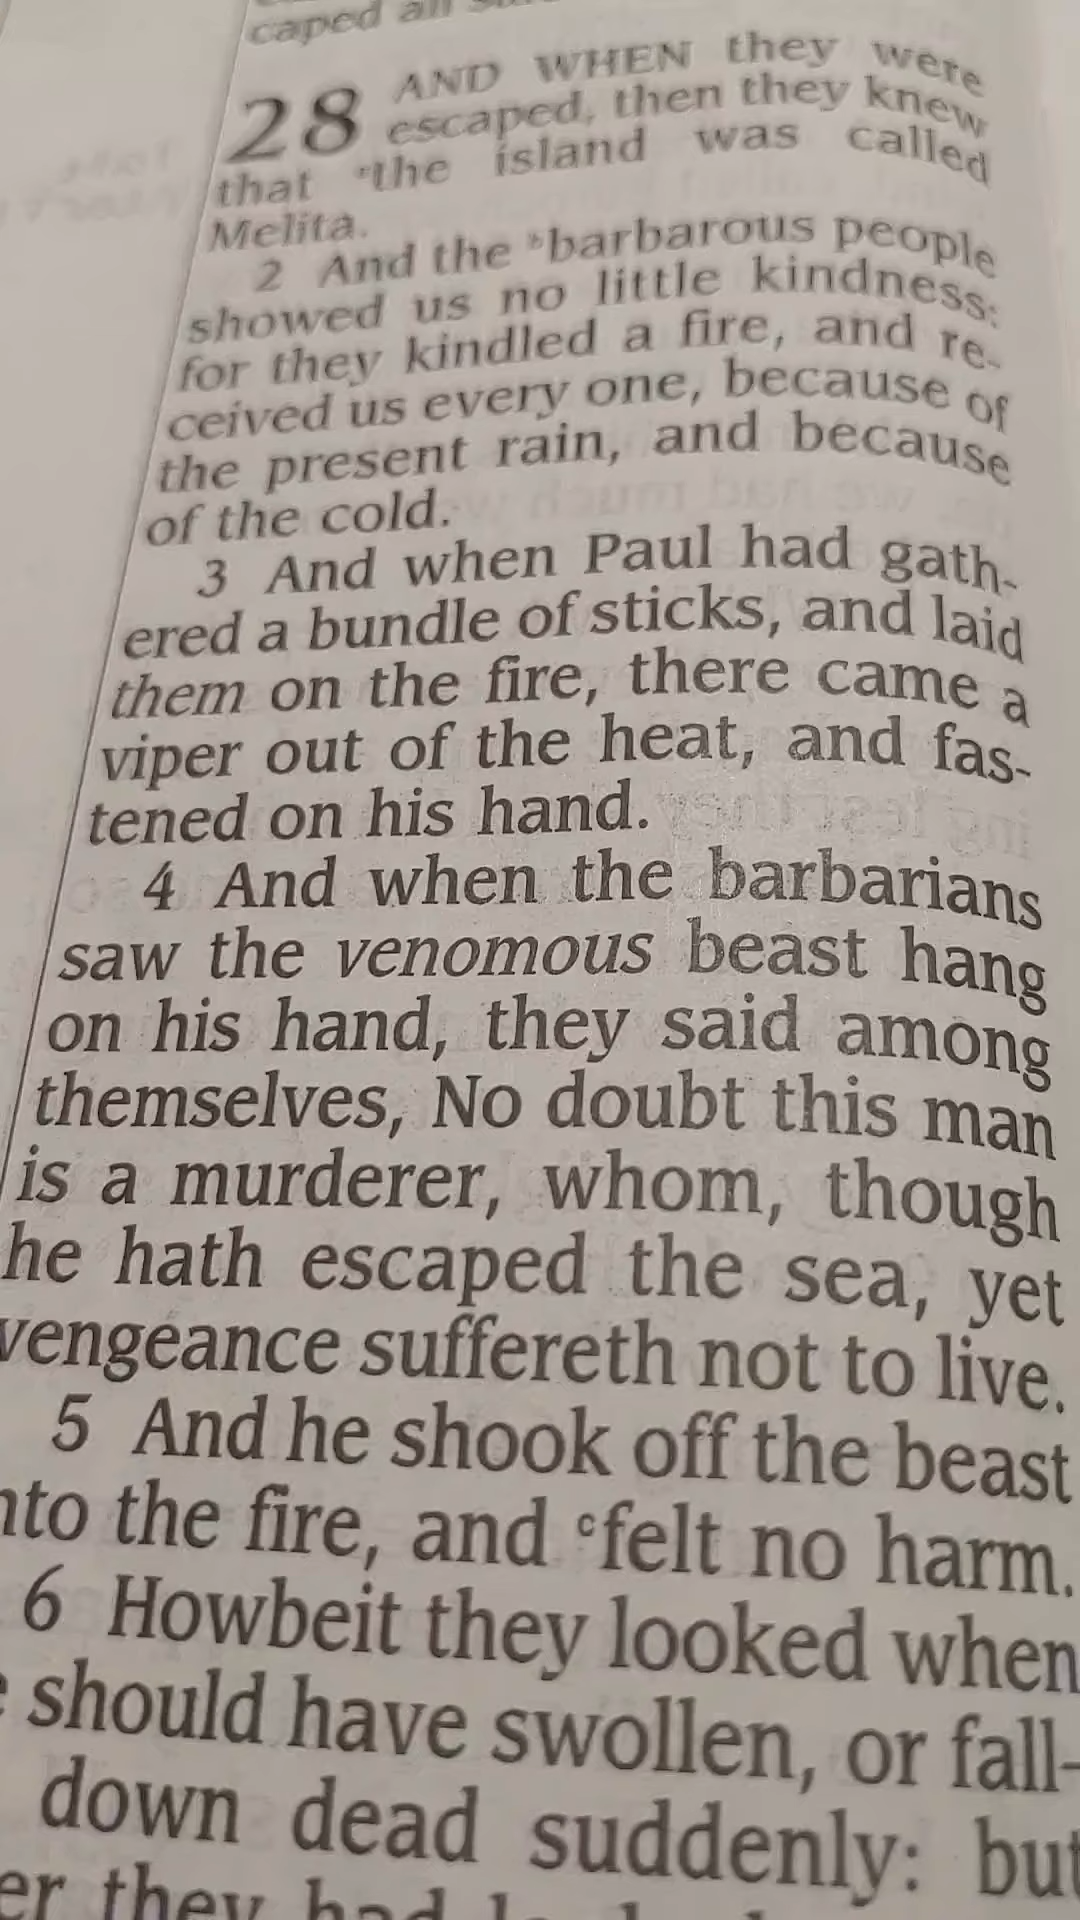 caped all
28 AND WHEN they were
escaped, then they knew
that the island was called
Melita.
2 And the barbarous people
showed us no little kindness:
for they kindled a fire, and re-
ceived us every one, because of
the present rain, and because
of the cold.
3 And when Paul had gath-
ered a bundle of sticks, and laid
them on the fire, there came a
viper out of the heat, and fas-
tened on his hand.
4 And when the barbarians
saw the venomous beast hang
on his hand, they said among
themselves, No doubt this man
is a murderer, whom, though
he hath escaped the sea, yet
vengeance suffereth not to live.
5 And he shook off the beast
nto the fire, and ᶜfelt no harm.
6 Howbeit they looked when
e should have swollen, or fall-
down dead suddenly: but
er they had